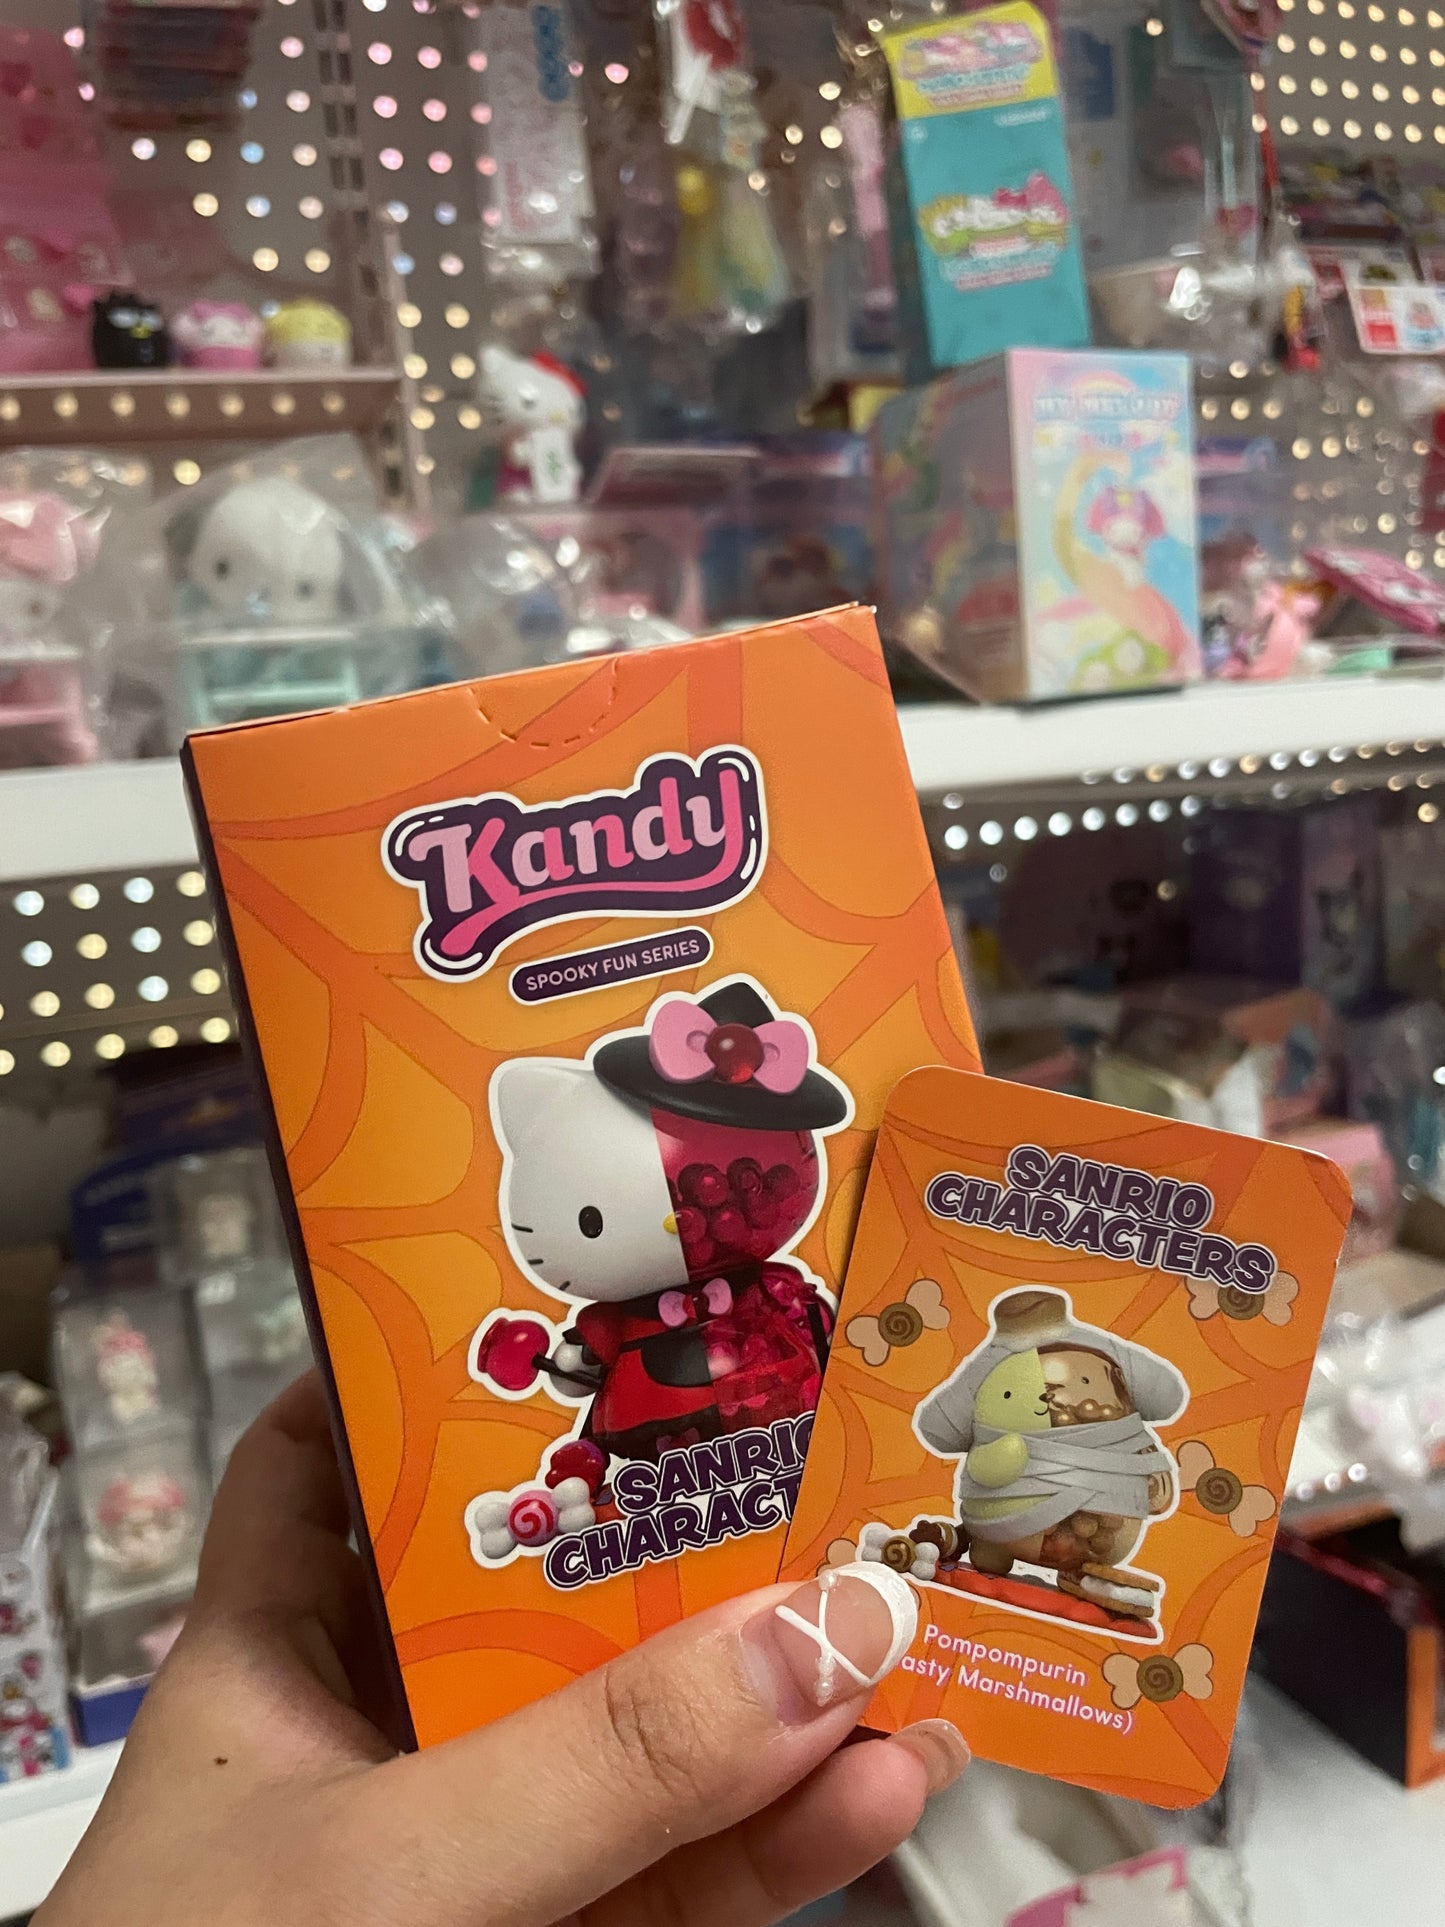 Kandy
SPOOKY FUN SERIES
SANRIO
CHARACT
SANRIO
CHARACTERS
Pompompurin
asty Marshmallows)